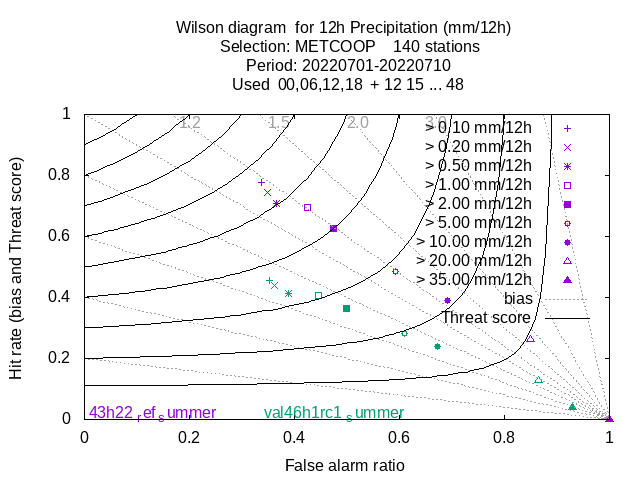 Wilson diagram  for 12h Precipitation (mm/12h)
Selection: METCOOP    140 stations
Period: 20220701-20220710
Used  00,06,12,18  + 12 15 ... 48
1.2 1.5 2.0 3.0
> 0.10 mm/12h
> 0.20 mm/12h
> 0.50 mm/12h
> 1.00 mm/12h
> 2.00 mm/12h
> 5.00 mm/12h
> 10.00 mm/12h
> 20.00 mm/12h
> 35.00 mm/12h
bias
Threat score
Hit rate (bias and Threat score)
1
0.8
0.6
0.4
0.2
0
43h22_ref_summer val46h1rc1_summer
0 0.2 0.4 0.6 0.8 1
False alarm ratio